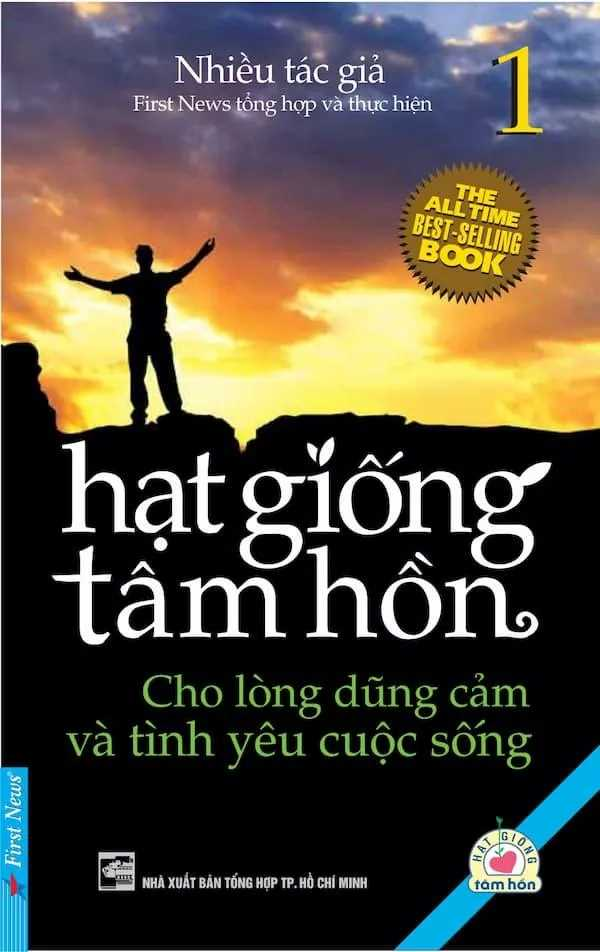 Nhiều tác giả
First News tổng hợp và thực hiện
1
THE
ALL TIME
BEST-SELLING
BOOK
hạt giống
tâm hồn
Cho lòng dũng cảm
và tình yêu cuộc sống
First News®
NHÀ XUẤT BẢN TỔNG HỢP TP. HỒ CHÍ MINH
HẠT GIỐNG
tâm hồn